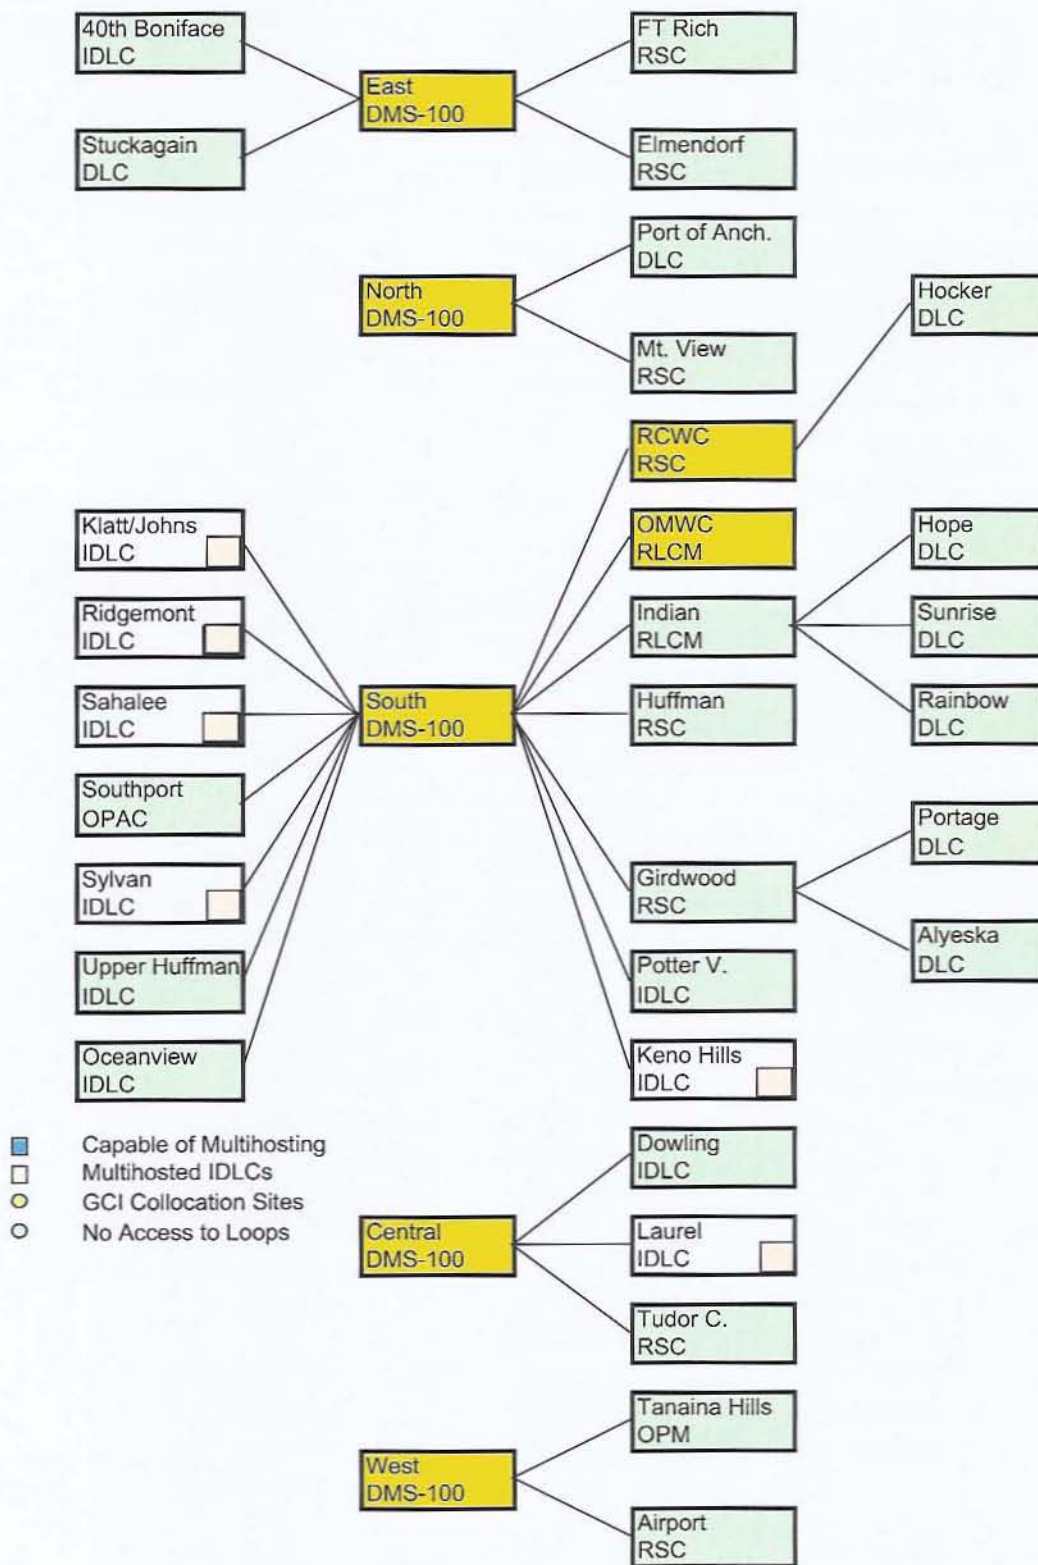 40th Boniface
IDLC
Stuckagain
DLC
East
DMS-100
FT Rich
RSC
Elmendorf
RSC
North
DMS-100
Port of Anch.
DLC
Mt. View
RSC
Hocker
DLC
RCWC
RSC
OMWC
RLCM
Klatt/Johns
IDLC
Ridgemont
IDLC
Sahalee
IDLC
Southport
OPAC
Sylvan
IDLC
Upper Huffman
IDLC
Oceanview
IDLC
South
DMS-100
Indian
RLCM
Huffman
RSC
Girdwood
RSC
Potter V.
IDLC
Keno Hills
IDLC
Hope
DLC
Sunrise
DLC
Rainbow
DLC
Portage
DLC
Alyeska
DLC
Capable of Multihosting
Multihosted IDLCs
GCI Collocation Sites
No Access to Loops
Central
DMS-100
Dowling
IDLC
Laurel
IDLC
Tudor C.
RSC
West
DMS-100
Tanaina Hills
OPM
Airport
RSC